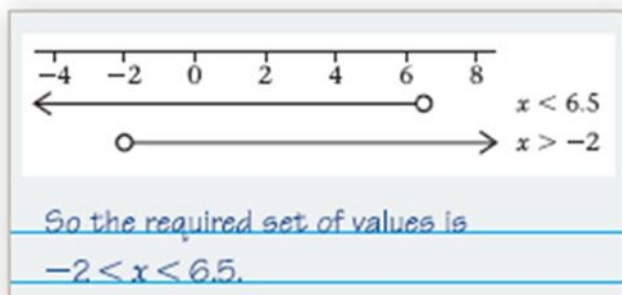 −4 −2 0 2 4 6 8
x < 6.5
x > −2
So the required set of values is
−2 < x < 6.5.